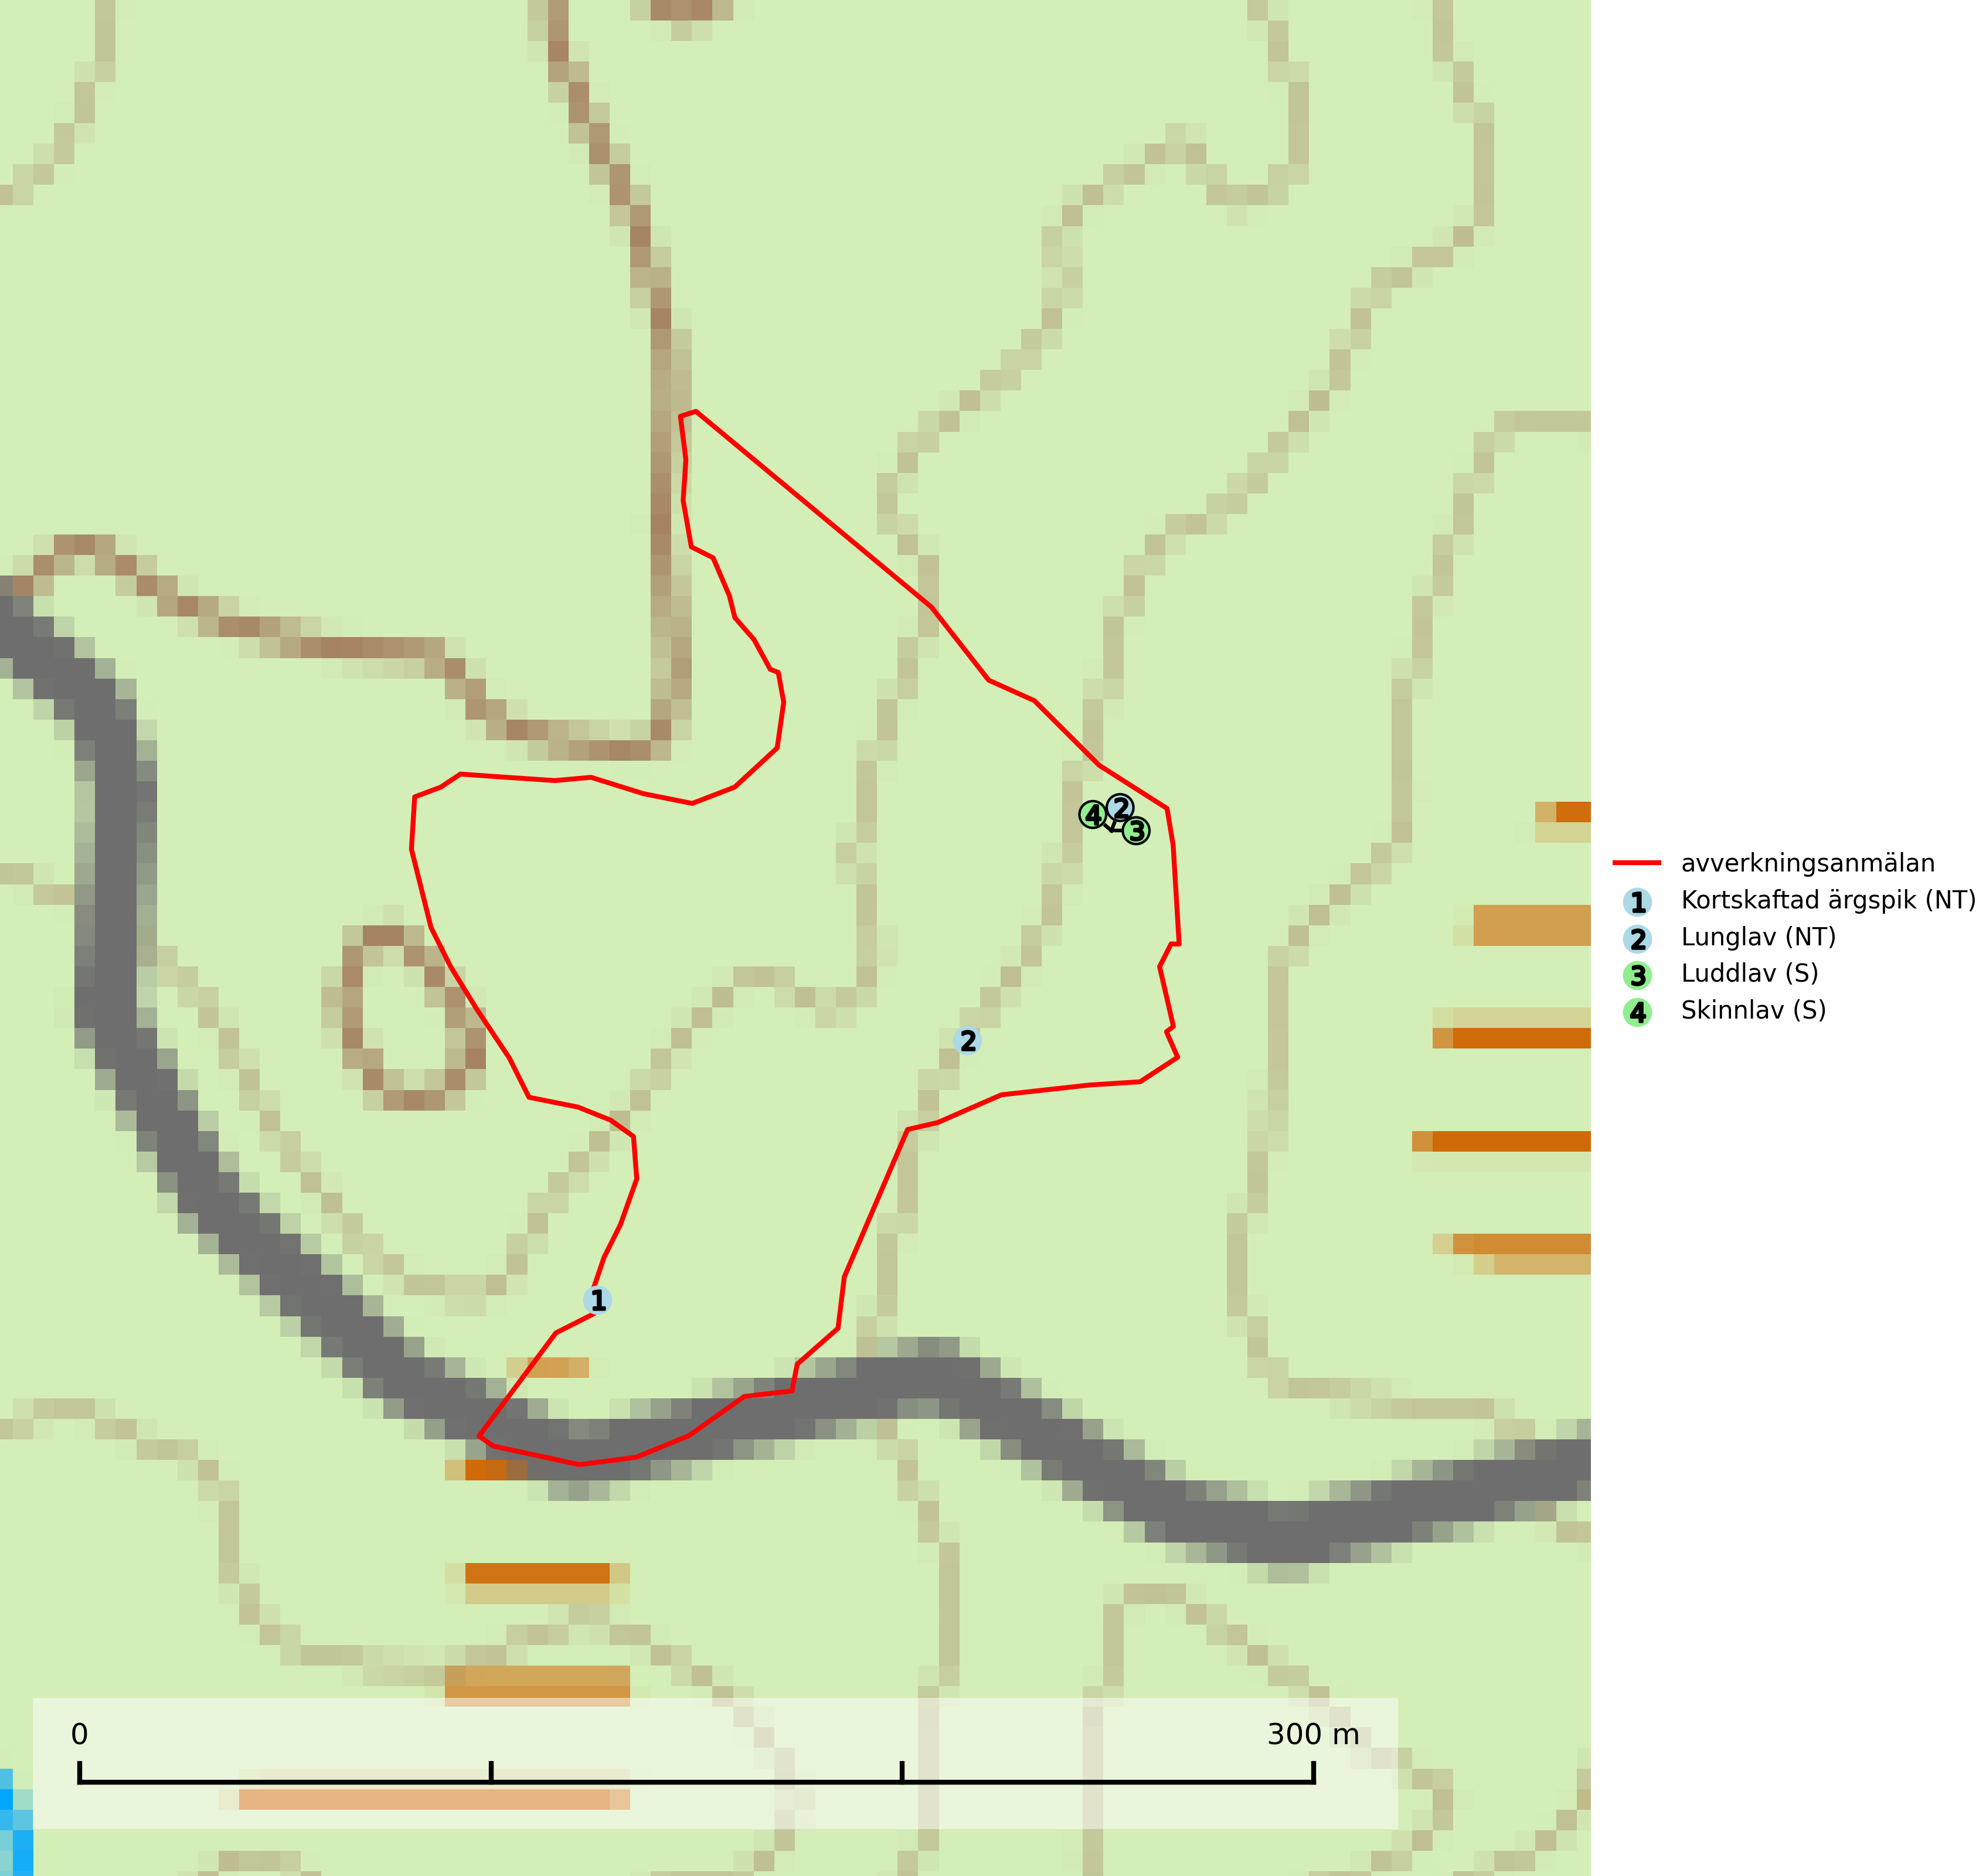 4 2
3
2
1
avverkningsanmälan
1 Kortskaftad ärgspik (NT)
2 Lunglav (NT)
3 Luddlav (S)
4 Skinnlav (S)
0 300 m